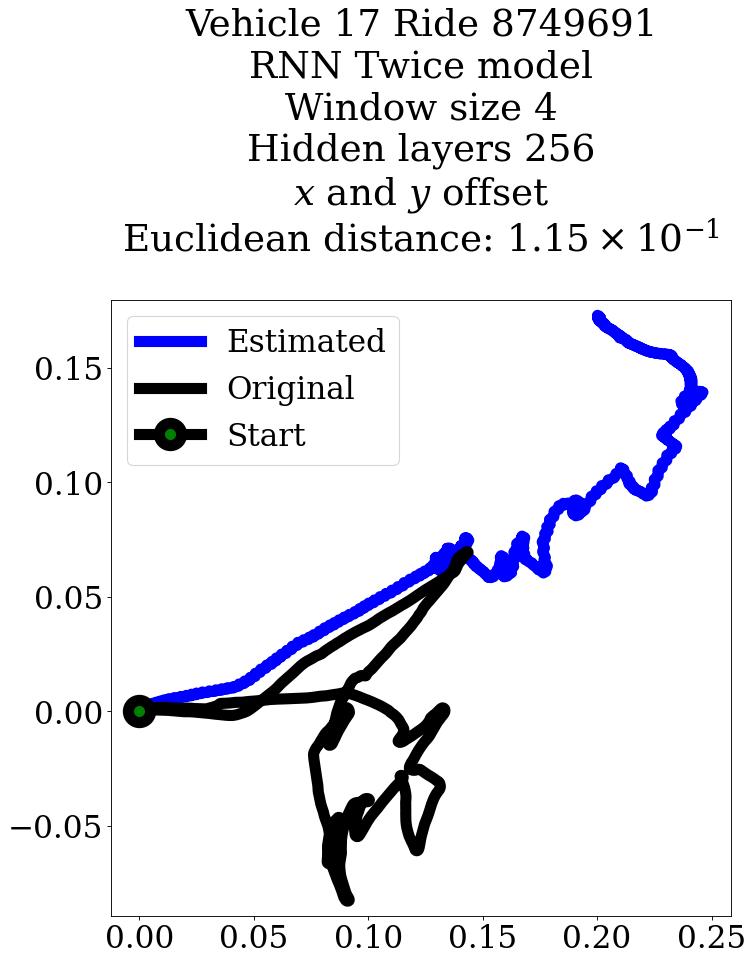 Vehicle 17 Ride 8749691
RNN Twice model
Window size 4
Hidden layers 256
x and y offset
Euclidean distance: 1.15 × 10⁻¹
Estimated
Original
Start
0.15
0.10
0.05
0.00
−0.05
0.00 0.05 0.10 0.15 0.20 0.25